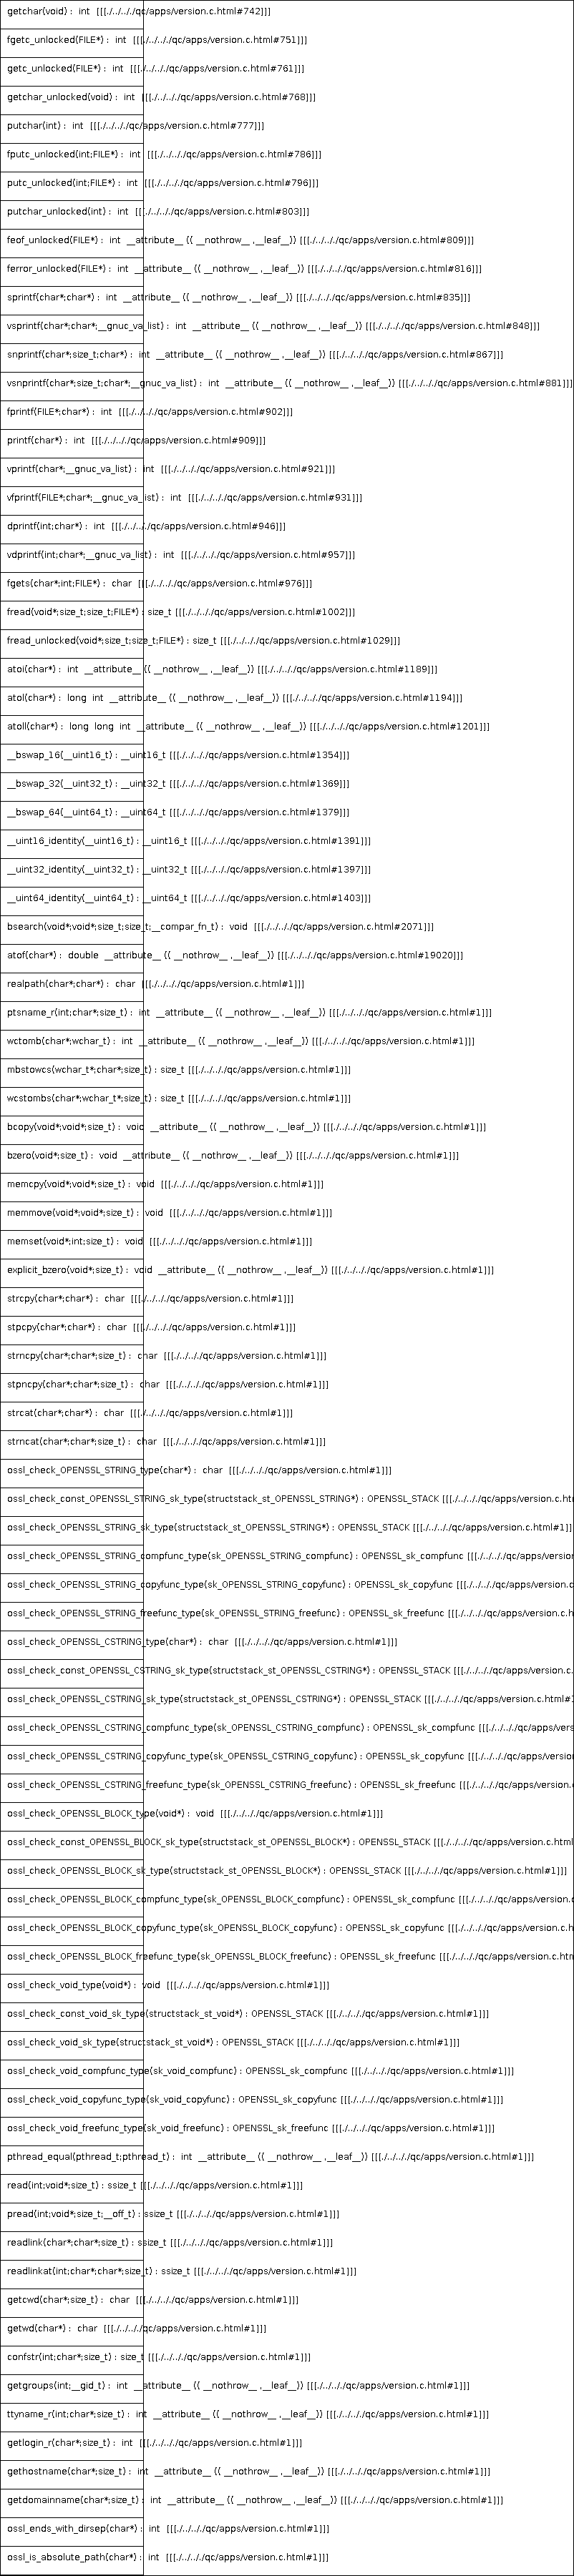 getchar(void) : int [[[./../../../qc/apps/version.c.html#742]]]
fgetc_unlocked(FILE*) : int [[[./../../../qc/apps/version.c.html#751]]]
getc_unlocked(FILE*) : int [[[./../../../qc/apps/version.c.html#761]]]
getchar_unlocked(void) : int [[[./../../../qc/apps/version.c.html#768]]]
putchar(int) : int [[[./../../../qc/apps/version.c.html#777]]]
fputc_unlocked(int;FILE*) : int [[[./../../../qc/apps/version.c.html#786]]]
putc_unlocked(int;FILE*) : int [[[./../../../qc/apps/version.c.html#796]]]
putchar_unlocked(int) : int [[[./../../../qc/apps/version.c.html#803]]]
feof_unlocked(FILE*) : int __attribute__ (( __nothrow__ ,__leaf__)) [[[./../../../qc/apps/version.c.html#809]]]
ferror_unlocked(FILE*) : int __attribute__ (( __nothrow__ ,__leaf__)) [[[./../../../qc/apps/version.c.html#816]]]
sprintf(char*;char*) : int __attribute__ (( __nothrow__ ,__leaf__)) [[[./../../../qc/apps/version.c.html#835]]]
vsprintf(char*;char*;__gnuc_va_list) : int __attribute__ (( __nothrow__ ,__leaf__)) [[[./../../../qc/apps/version.c.html#848]]]
snprintf(char*;size_t;char*) : int __attribute__ (( __nothrow__ ,__leaf__)) [[[./../../../qc/apps/version.c.html#867]]]
vsnprintf(char*;size_t;char*;__gnuc_va_list) : int __attribute__ (( __nothrow__ ,__leaf__)) [[[./../../../qc/apps/version.c.html#881]]]
fprintf(FILE*;char*) : int [[[./../../../qc/apps/version.c.html#902]]]
printf(char*) : int [[[./../../../qc/apps/version.c.html#909]]]
vprintf(char*;__gnuc_va_list) : int [[[./../../../qc/apps/version.c.html#921]]]
vfprintf(FILE*;char*;__gnuc_va_list) : int [[[./../../../qc/apps/version.c.html#931]]]
dprintf(int;char*) : int [[[./../../../qc/apps/version.c.html#946]]]
vdprintf(int;char*;__gnuc_va_list) : int [[[./../../../qc/apps/version.c.html#957]]]
fgets(char*;int;FILE*) : char [[[./../../../qc/apps/version.c.html#976]]]
fread(void*;size_t;size_t;FILE*) : size_t [[[./../../../qc/apps/version.c.html#1002]]]
fread_unlocked(void*;size_t;size_t;FILE*) : size_t [[[./../../../qc/apps/version.c.html#1029]]]
atoi(char*) : int __attribute__ (( __nothrow__ ,__leaf__)) [[[./../../../qc/apps/version.c.html#1189]]]
atol(char*) : long int __attribute__ (( __nothrow__ ,__leaf__)) [[[./../../../qc/apps/version.c.html#1194]]]
atoll(char*) : long long int __attribute__ (( __nothrow__ ,__leaf__)) [[[./../../../qc/apps/version.c.html#1201]]]
__bswap_16(__uint16_t) : __uint16_t [[[./../../../qc/apps/version.c.html#1354]]]
__bswap_32(__uint32_t) : __uint32_t [[[./../../../qc/apps/version.c.html#1369]]]
__bswap_64(__uint64_t) : __uint64_t [[[./../../../qc/apps/version.c.html#1379]]]
__uint16_identity(__uint16_t) : __uint16_t [[[./../../../qc/apps/version.c.html#1391]]]
__uint32_identity(__uint32_t) : __uint32_t [[[./../../../qc/apps/version.c.html#1397]]]
__uint64_identity(__uint64_t) : __uint64_t [[[./../../../qc/apps/version.c.html#1403]]]
bsearch(void*;void*;size_t;size_t;__compar_fn_t) : void [[[./../../../qc/apps/version.c.html#2071]]]
atof(char*) : double __attribute__ (( __nothrow__ ,__leaf__)) [[[./../../../qc/apps/version.c.html#19020]]]
realpath(char*;char*) : char [[[./../../../qc/apps/version.c.html#1]]]
ptsname_r(int;char*;size_t) : int __attribute__ (( __nothrow__ ,__leaf__)) [[[./../../../qc/apps/version.c.html#1]]]
wctomb(char*;wchar_t) : int __attribute__ (( __nothrow__ ,__leaf__)) [[[./../../../qc/apps/version.c.html#1]]]
mbstowcs(wchar_t*;char*;size_t) : size_t [[[./../../../qc/apps/version.c.html#1]]]
wcstombs(char*;wchar_t*;size_t) : size_t [[[./../../../qc/apps/version.c.html#1]]]
bcopy(void*;void*;size_t) : void __attribute__ (( __nothrow__ ,__leaf__)) [[[./../../../qc/apps/version.c.html#1]]]
bzero(void*;size_t) : void __attribute__ (( __nothrow__ ,__leaf__)) [[[./../../../qc/apps/version.c.html#1]]]
memcpy(void*;void*;size_t) : void [[[./../../../qc/apps/version.c.html#1]]]
memmove(void*;void*;size_t) : void [[[./../../../qc/apps/version.c.html#1]]]
memset(void*;int;size_t) : void [[[./../../../qc/apps/version.c.html#1]]]
explicit_bzero(void*;size_t) : void __attribute__ (( __nothrow__ ,__leaf__)) [[[./../../../qc/apps/version.c.html#1]]]
strcpy(char*;char*) : char [[[./../../../qc/apps/version.c.html#1]]]
stpcpy(char*;char*) : char [[[./../../../qc/apps/version.c.html#1]]]
strncpy(char*;char*;size_t) : char [[[./../../../qc/apps/version.c.html#1]]]
stpncpy(char*;char*;size_t) : char [[[./../../../qc/apps/version.c.html#1]]]
strcat(char*;char*) : char [[[./../../../qc/apps/version.c.html#1]]]
strncat(char*;char*;size_t) : char [[[./../../../qc/apps/version.c.html#1]]]
ossl_check_OPENSSL_STRING_type(char*) : char [[[./../../../qc/apps/version.c.html#1]]]
ossl_check_const_OPENSSL_STRING_sk_type(structstack_st_OPENSSL_STRING*) : OPENSSL_STACK [[[./../../../qc/apps/version.c.ht
ossl_check_OPENSSL_STRING_sk_type(structstack_st_OPENSSL_STRING*) : OPENSSL_STACK [[[./../../../qc/apps/version.c.html#1]]]
ossl_check_OPENSSL_STRING_compfunc_type(sk_OPENSSL_STRING_compfunc) : OPENSSL_sk_compfunc [[[./../../../qc/apps/version
ossl_check_OPENSSL_STRING_copyfunc_type(sk_OPENSSL_STRING_copyfunc) : OPENSSL_sk_copyfunc [[[./../../../qc/apps/version.c
ossl_check_OPENSSL_STRING_freefunc_type(sk_OPENSSL_STRING_freefunc) : OPENSSL_sk_freefunc [[[./../../../qc/apps/version.c.h
ossl_check_OPENSSL_CSTRING_type(char*) : char [[[./../../../qc/apps/version.c.html#1]]]
ossl_check_const_OPENSSL_CSTRING_sk_type(structstack_st_OPENSSL_CSTRING*) : OPENSSL_STACK [[[./../../../qc/apps/version.c.
ossl_check_OPENSSL_CSTRING_sk_type(structstack_st_OPENSSL_CSTRING*) : OPENSSL_STACK [[[./../../../qc/apps/version.c.html#1
ossl_check_OPENSSL_CSTRING_compfunc_type(sk_OPENSSL_CSTRING_compfunc) : OPENSSL_sk_compfunc [[[./../../../qc/apps/vers
ossl_check_OPENSSL_CSTRING_copyfunc_type(sk_OPENSSL_CSTRING_copyfunc) : OPENSSL_sk_copyfunc [[[./../../../qc/apps/version
ossl_check_OPENSSL_CSTRING_freefunc_type(sk_OPENSSL_CSTRING_freefunc) : OPENSSL_sk_freefunc [[[./../../../qc/apps/version.c
ossl_check_OPENSSL_BLOCK_type(void*) : void [[[./../../../qc/apps/version.c.html#1]]]
ossl_check_const_OPENSSL_BLOCK_sk_type(structstack_st_OPENSSL_BLOCK*) : OPENSSL_STACK [[[./../../../qc/apps/version.c.html
ossl_check_OPENSSL_BLOCK_sk_type(structstack_st_OPENSSL_BLOCK*) : OPENSSL_STACK [[[./../../../qc/apps/version.c.html#1]]]
ossl_check_OPENSSL_BLOCK_compfunc_type(sk_OPENSSL_BLOCK_compfunc) : OPENSSL_sk_compfunc [[[./../../../qc/apps/version.c
ossl_check_OPENSSL_BLOCK_copyfunc_type(sk_OPENSSL_BLOCK_copyfunc) : OPENSSL_sk_copyfunc [[[./../../../qc/apps/version.c.h
ossl_check_OPENSSL_BLOCK_freefunc_type(sk_OPENSSL_BLOCK_freefunc) : OPENSSL_sk_freefunc [[[./../../../qc/apps/version.c.htm
ossl_check_void_type(void*) : void [[[./../../../qc/apps/version.c.html#1]]]
ossl_check_const_void_sk_type(structstack_st_void*) : OPENSSL_STACK [[[./../../../qc/apps/version.c.html#1]]]
ossl_check_void_sk_type(structstack_st_void*) : OPENSSL_STACK [[[./../../../qc/apps/version.c.html#1]]]
ossl_check_void_compfunc_type(sk_void_compfunc) : OPENSSL_sk_compfunc [[[./../../../qc/apps/version.c.html#1]]]
ossl_check_void_copyfunc_type(sk_void_copyfunc) : OPENSSL_sk_copyfunc [[[./../../../qc/apps/version.c.html#1]]]
ossl_check_void_freefunc_type(sk_void_freefunc) : OPENSSL_sk_freefunc [[[./../../../qc/apps/version.c.html#1]]]
pthread_equal(pthread_t;pthread_t) : int __attribute__ (( __nothrow__ ,__leaf__)) [[[./../../../qc/apps/version.c.html#1]]]
read(int;void*;size_t) : ssize_t [[[./../../../qc/apps/version.c.html#1]]]
pread(int;void*;size_t;__off_t) : ssize_t [[[./../../../qc/apps/version.c.html#1]]]
readlink(char*;char*;size_t) : ssize_t [[[./../../../qc/apps/version.c.html#1]]]
readlinkat(int;char*;char*;size_t) : ssize_t [[[./../../../qc/apps/version.c.html#1]]]
getcwd(char*;size_t) : char [[[./../../../qc/apps/version.c.html#1]]]
getwd(char*) : char [[[./../../../qc/apps/version.c.html#1]]]
confstr(int;char*;size_t) : size_t [[[./../../../qc/apps/version.c.html#1]]]
getgroups(int;__gid_t) : int __attribute__ (( __nothrow__ ,__leaf__)) [[[./../../../qc/apps/version.c.html#1]]]
ttyname_r(int;char*;size_t) : int __attribute__ (( __nothrow__ ,__leaf__)) [[[./../../../qc/apps/version.c.html#1]]]
getlogin_r(char*;size_t) : int [[[./../../../qc/apps/version.c.html#1]]]
gethostname(char*;size_t) : int __attribute__ (( __nothrow__ ,__leaf__)) [[[./../../../qc/apps/version.c.html#1]]]
getdomainname(char*;size_t) : int __attribute__ (( __nothrow__ ,__leaf__)) [[[./../../../qc/apps/version.c.html#1]]]
ossl_ends_with_dirsep(char*) : int [[[./../../../qc/apps/version.c.html#1]]]
ossl_is_absolute_path(char*) : int [[[./../../../qc/apps/version.c.html#1]]]